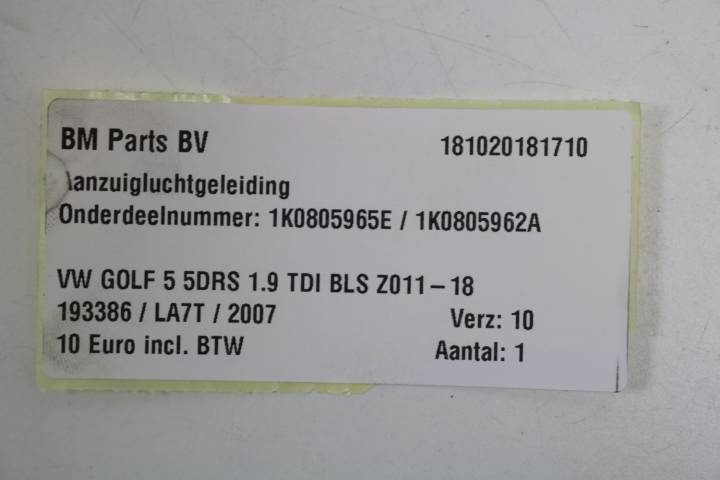 BM Parts BV 181020181710
Aanzuigluchtgeleiding
Onderdeelnummer: 1K0805965E / 1K0805962A
VW GOLF 5 5DRS 1.9 TDI BLS Z011-18
193386 / LA7T / 2007 Verz: 10
10 Euro incl. BTW Aantal: 1